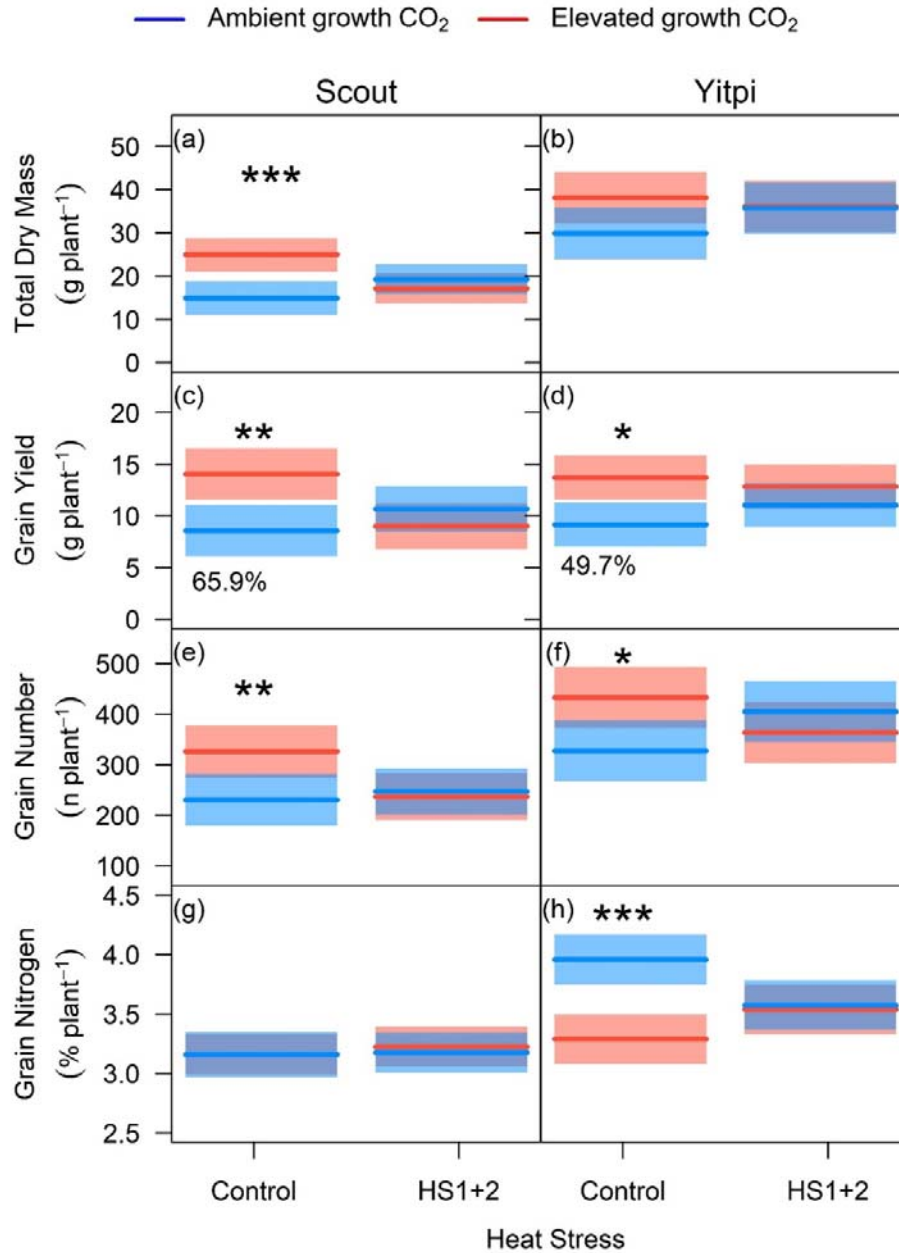 Ambient growth CO₂ Elevated growth CO₂
Scout Yitpi
Total Dry Mass
(g plant⁻¹)
50
40
30
20
10
0
(a)
***
(b)
Grain Yield
(g plant⁻¹)
20
15
10
5
0
(c)
**
65.9%
(d)
*
49.7%
Grain Number
(n plant⁻¹)
500
400
300
200
100
(e)
**
(f)
*
Grain Nitrogen
(% plant⁻¹)
4.5
4.0
3.5
3.0
2.5
(g)
(h)
***
Control HS1+2 Control HS1+2
Heat Stress